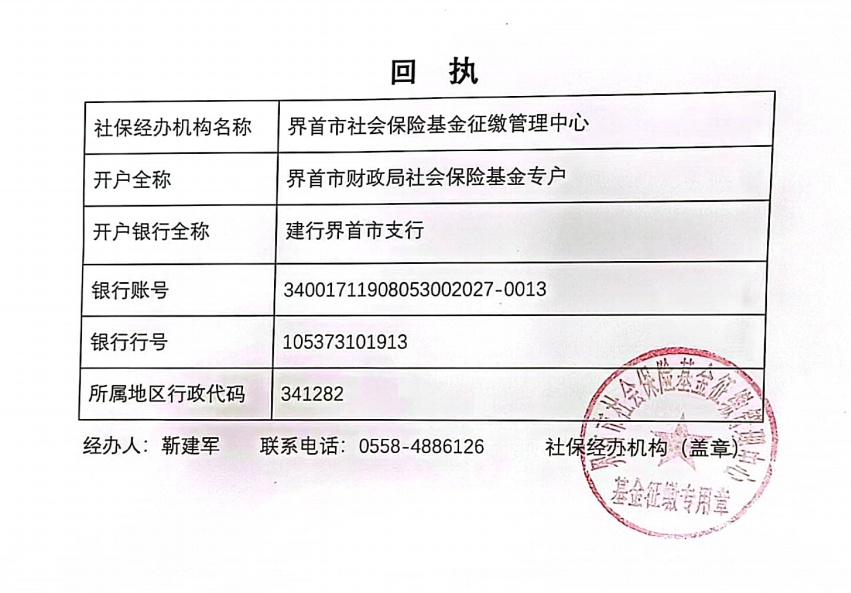 回 执
社保经办机构名称 界首市社会保险基金征缴管理中心
开户全称 界首市财政局社会保险基金专户
开户银行全称 建行界首市支行
银行账号 34001711908053002027-0013
银行行号 105373101913
所属地区行政代码 341282
经办人：靳建军 联系电话：0558-4886126 社保经办机构（盖章）
界首市社会保险基金征缴管理中心
基金征缴专用章